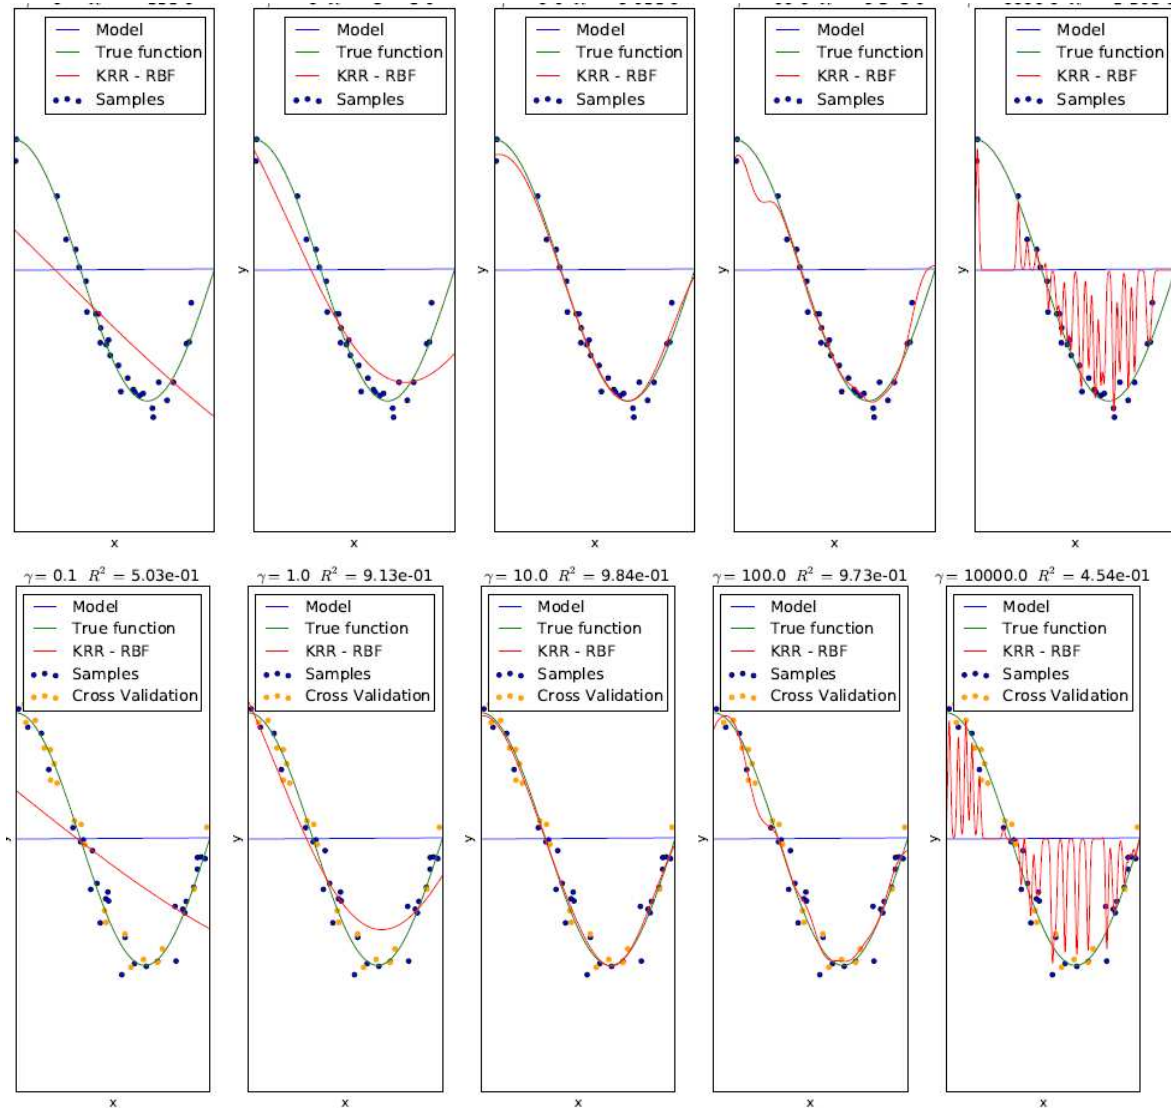 Model
True function
KRR - RBF
Samples
x
Model
True function
KRR - RBF
Samples
y
x
Model
True function
KRR - RBF
Samples
y
x
Model
True function
KRR - RBF
Samples
y
x
Model
True function
KRR - RBF
Samples
y
x
γ = 0.1 R² = 5.03e-01
Model
True function
KRR - RBF
Samples
Cross Validation
y
x
γ = 1.0 R² = 9.13e-01
Model
True function
KRR - RBF
Samples
Cross Validation
y
x
γ = 10.0 R² = 9.84e-01
Model
True function
KRR - RBF
Samples
Cross Validation
y
x
γ = 100.0 R² = 9.73e-01
Model
True function
KRR - RBF
Samples
Cross Validation
y
x
γ = 10000.0 R² = 4.54e-01
Model
True function
KRR - RBF
Samples
Cross Validation
y
x